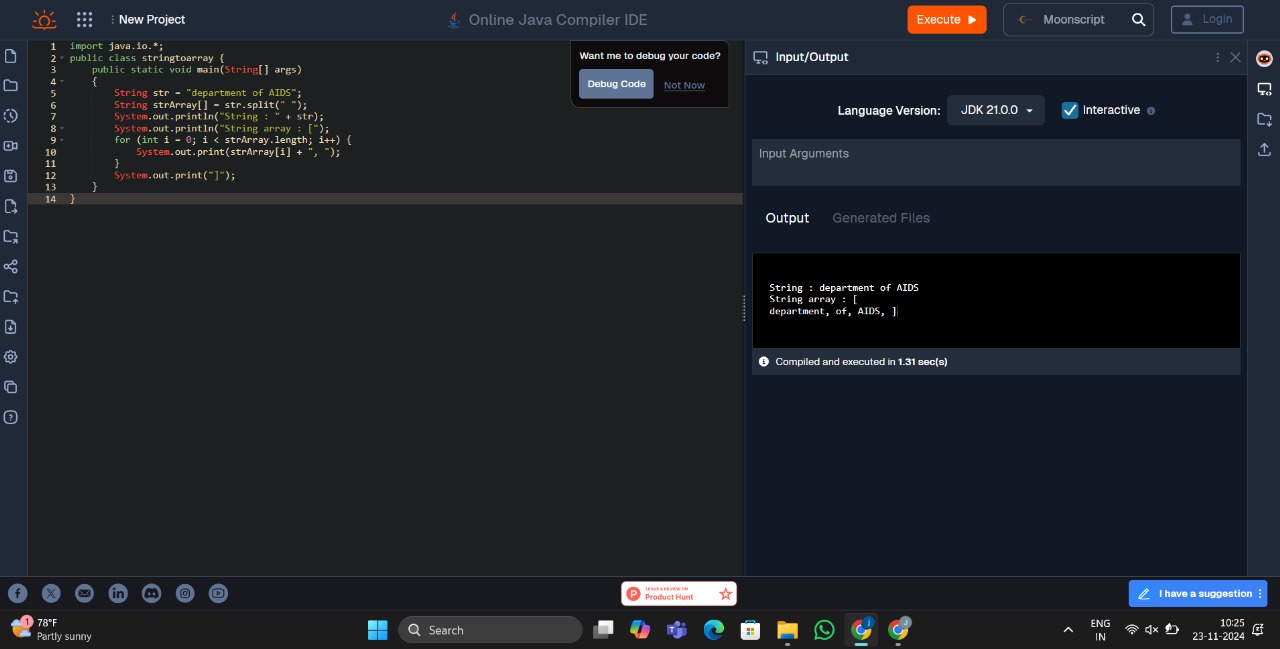 New Project
Online Java Compiler IDE
Execute
Moonscript
Login
1 import java.io.*;
2 public class stringtoarray {
3     public static void main(String[] args)
4     {
5         String str = "department of AIDS";
6         String strArray[] = str.split(" ");
7         System.out.println("String : " + str);
8         System.out.println("String array : [");
9         for (int i = 0; i < strArray.length; i++) {
10             System.out.print(strArray[i] + ", ");
11         }
12         System.out.print("]");
13     }
14 }
Want me to debug your code?
Debug Code
Not Now
Input/Output
Language Version: JDK 21.0.0
Interactive
Input Arguments
Output
Generated Files
String : department of AIDS
String array : [
department, of, AIDS, ]
Compiled and executed in 1.31 sec(s)
LEAVE A REVIEW ON
Product Hunt
I have a suggestion
1
78°F
Partly sunny
Search
ENG
IN
10:25
23-11-2024